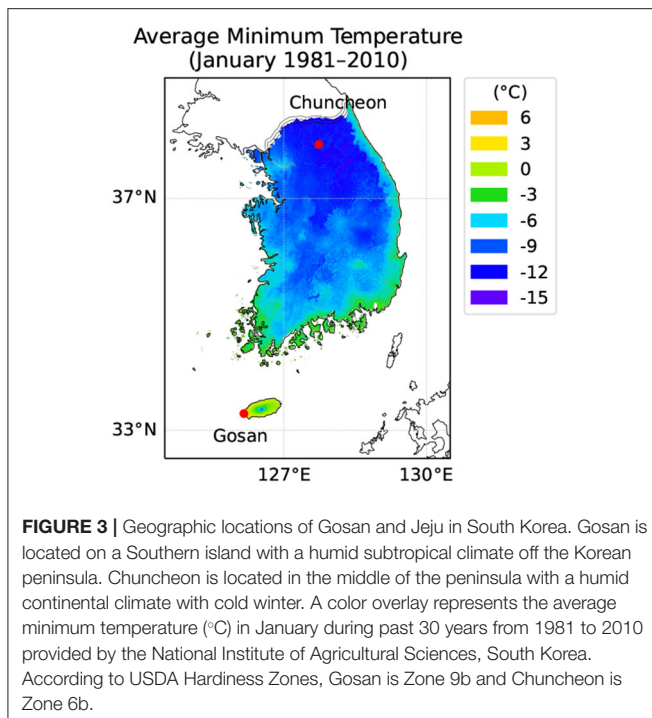 Average Minimum Temperature
(January 1981–2010)
Chuncheon
37°N
33°N
Gosan
127°E
130°E
(°C)
6
3
0
-3
-6
-9
-12
-15
FIGURE 3 | Geographic locations of Gosan and Jeju in South Korea. Gosan is
located on a Southern island with a humid subtropical climate off the Korean
peninsula. Chuncheon is located in the middle of the peninsula with a humid
continental climate with cold winter. A color overlay represents the average
minimum temperature (°C) in January during past 30 years from 1981 to 2010
provided by the National Institute of Agricultural Sciences, South Korea.
According to USDA Hardiness Zones, Gosan is Zone 9b and Chuncheon is
Zone 6b.